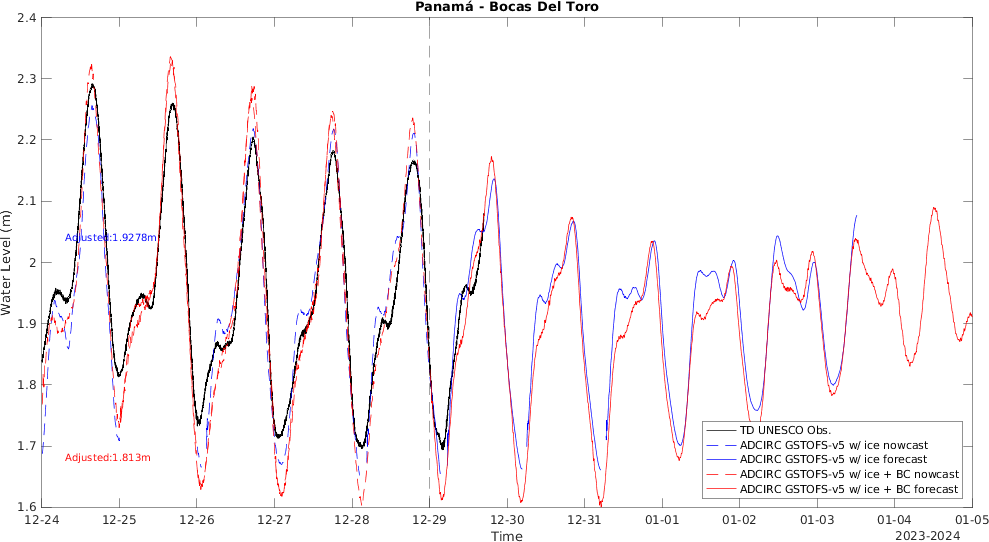 Panamá - Bocas Del Toro
Water Level (m)
2.4
2.3
2.2
2.1
2
1.9
1.8
1.7
1.6
Adjusted:1.9278m
Adjusted:1.813m
TD UNESCO Obs.
ADCIRC GSTOFS-v5 w/ ice nowcast
ADCIRC GSTOFS-v5 w/ ice forecast
ADCIRC GSTOFS-v5 w/ ice + BC nowcast
ADCIRC GSTOFS-v5 w/ ice + BC forecast
12-24 12-25 12-26 12-27 12-28 12-29 12-30 12-31 01-01 01-02 01-03 01-04 01-05
Time
2023-2024